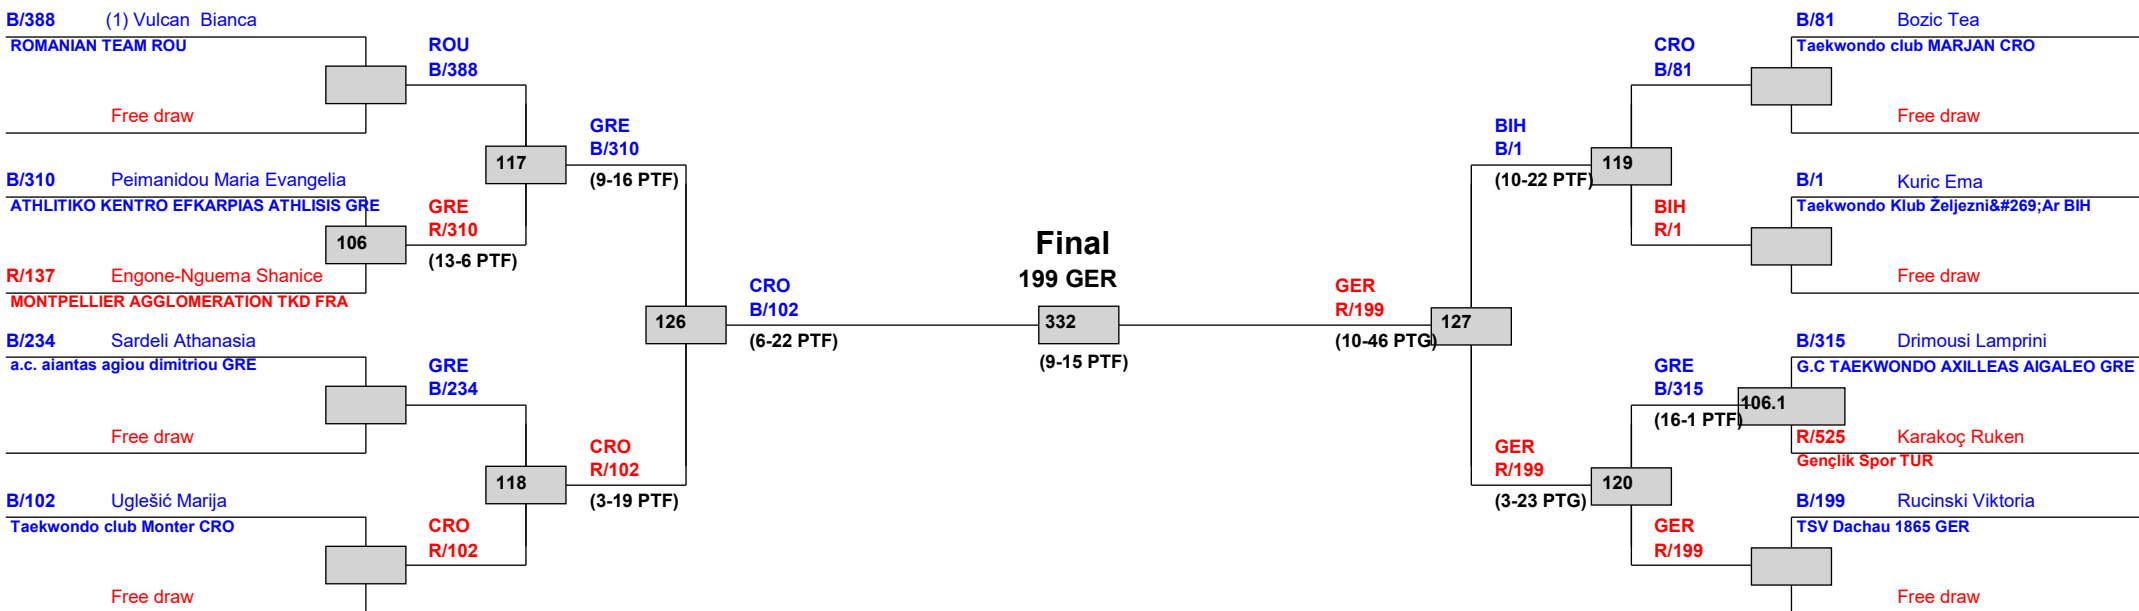 B/388 (1) Vulcan Bianca
ROMANIAN TEAM ROU
Free draw
B/310 Peimanidou Maria Evangelia
ATHLITIKO KENTRO EFKARPIAS ATHLISIS GRE
106
R/137 Engone-Nguema Shanice
MONTPELLIER AGGLOMERATION TKD FRA
B/234 Sardeli Athanasia
a.c. aiantas agiou dimitriou GRE
Free draw
B/102 Uglešić Marija
Taekwondo club Monter CRO
Free draw
ROU
B/388
117
GRE
R/310
(13-6 PTF)
GRE
B/234
118
CRO
R/102
GRE
B/310
(9-16 PTF)
126
CRO
R/102
(3-19 PTF)
CRO
B/102
(6-22 PTF)
Final
199 GER
332
(9-15 PTF)
GER
R/199
(10-46 PTG)
127
BIH
B/1
(10-22 PTF)
119
GER
R/199
(3-23 PTG)
120
CRO
B/81
BIH
R/1
GRE
B/315
(16-1 PTF)
106.1
GER
R/199
B/81 Bozic Tea
Taekwondo club MARJAN CRO
Free draw
B/1 Kuric Ema
Taekwondo Klub Željezni&#269;Ar BIH
Free draw
B/315 Drimousi Lamprini
G.C TAEKWONDO AXILLEAS AIGALEO GRE
R/525 Karakoç Ruken
Gençlik Spor TUR
B/199 Rucinski Viktoria
TSV Dachau 1865 GER
Free draw